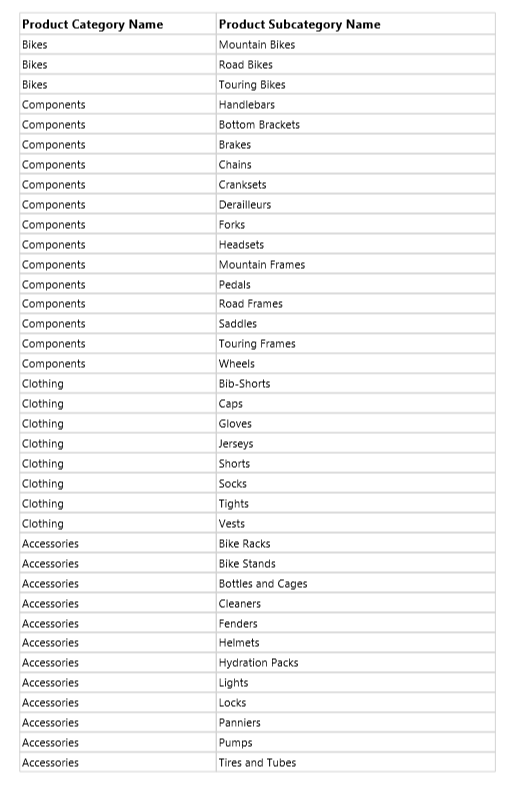 Product Category Name Product Subcategory Name
Bikes Mountain Bikes
Bikes Road Bikes
Bikes Touring Bikes
Components Handlebars
Components Bottom Brackets
Components Brakes
Components Chains
Components Cranksets
Components Derailleurs
Components Forks
Components Headsets
Components Mountain Frames
Components Pedals
Components Road Frames
Components Saddles
Components Touring Frames
Components Wheels
Clothing Bib-Shorts
Clothing Caps
Clothing Gloves
Clothing Jerseys
Clothing Shorts
Clothing Socks
Clothing Tights
Clothing Vests
Accessories Bike Racks
Accessories Bike Stands
Accessories Bottles and Cages
Accessories Cleaners
Accessories Fenders
Accessories Helmets
Accessories Hydration Packs
Accessories Lights
Accessories Locks
Accessories Panniers
Accessories Pumps
Accessories Tires and Tubes